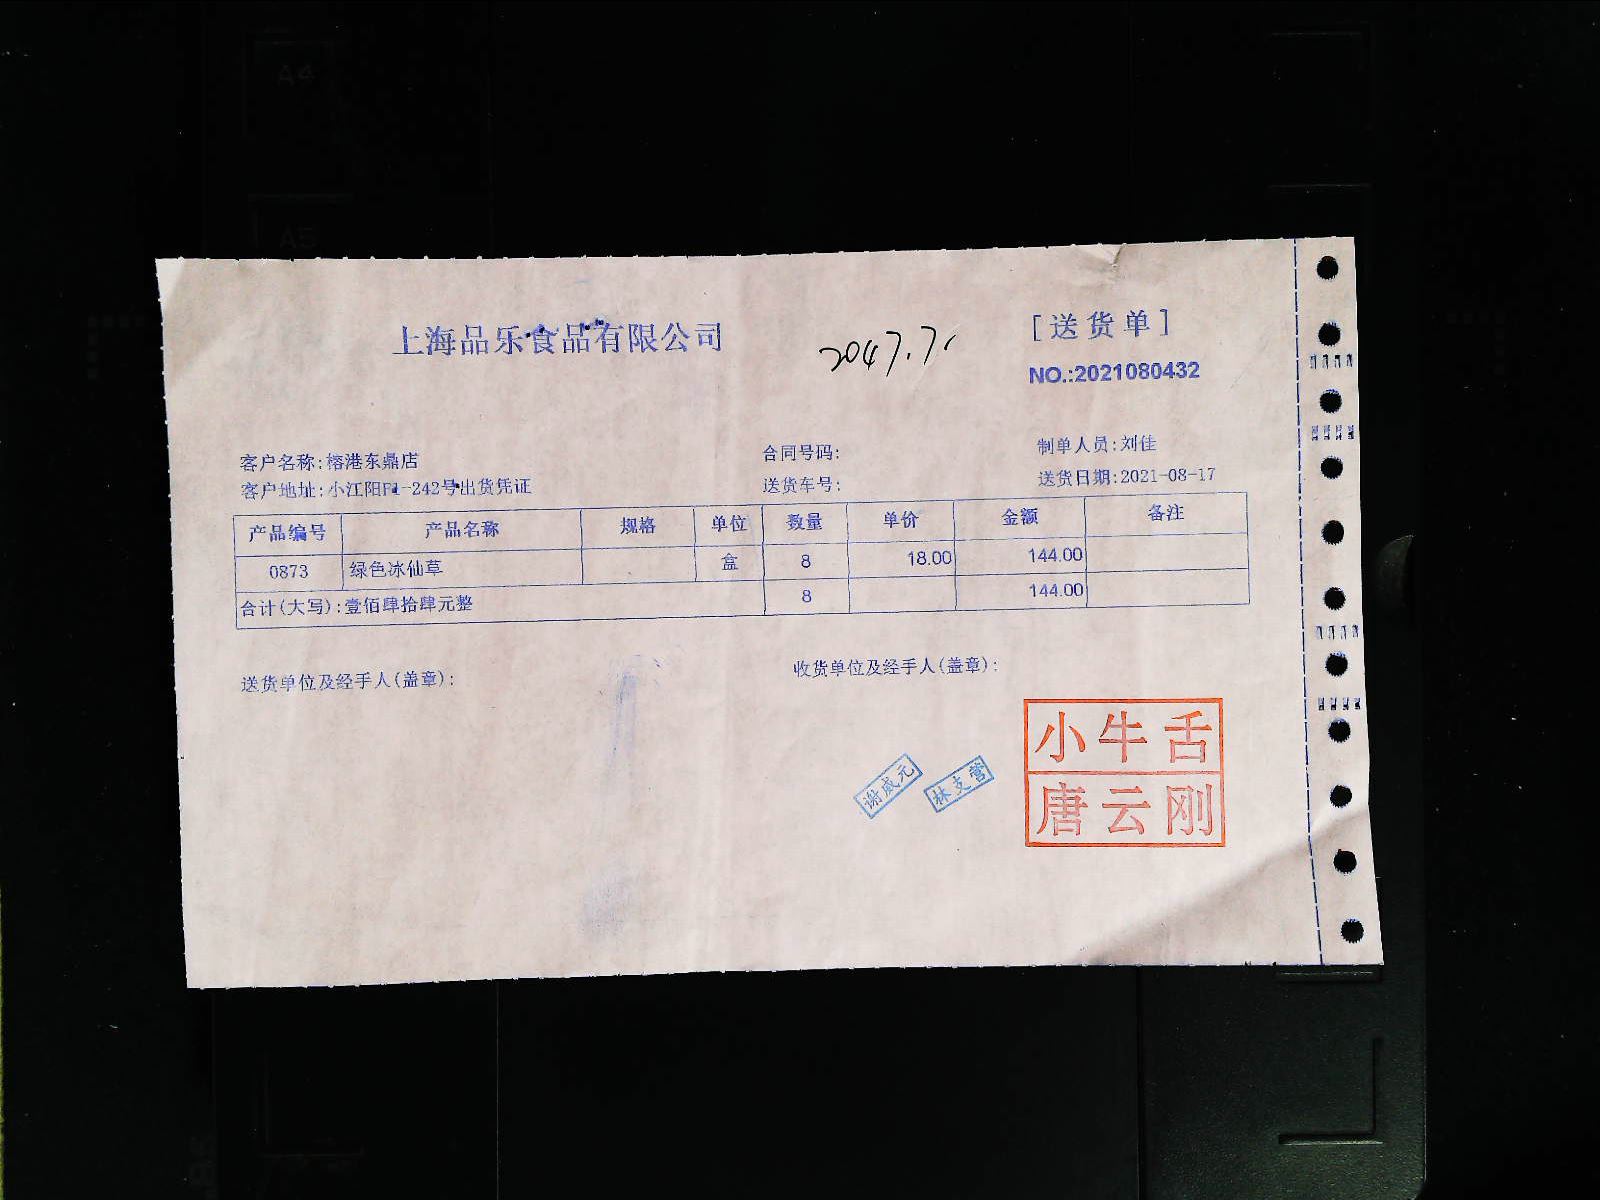 A4
A5
上海品乐食品有限公司
2047.71
[送货单]
NO.:2021080432
客户名称:榕港东鼎店
合同号码:
制单人员:刘佳
客户地址:小江阳F1-242号出货凭证
送货车号:
送货日期:2021-08-17
产品编号 产品名称 规格 单位 数量 单价 金额 备注
0873 绿色冰仙草 盒 8 18.00 144.00
合计(大写):壹佰肆拾肆元整 8 144.00
送货单位及经手人(盖章):
收货单位及经手人(盖章):
小牛舌
唐云刚
谢威元
林支营